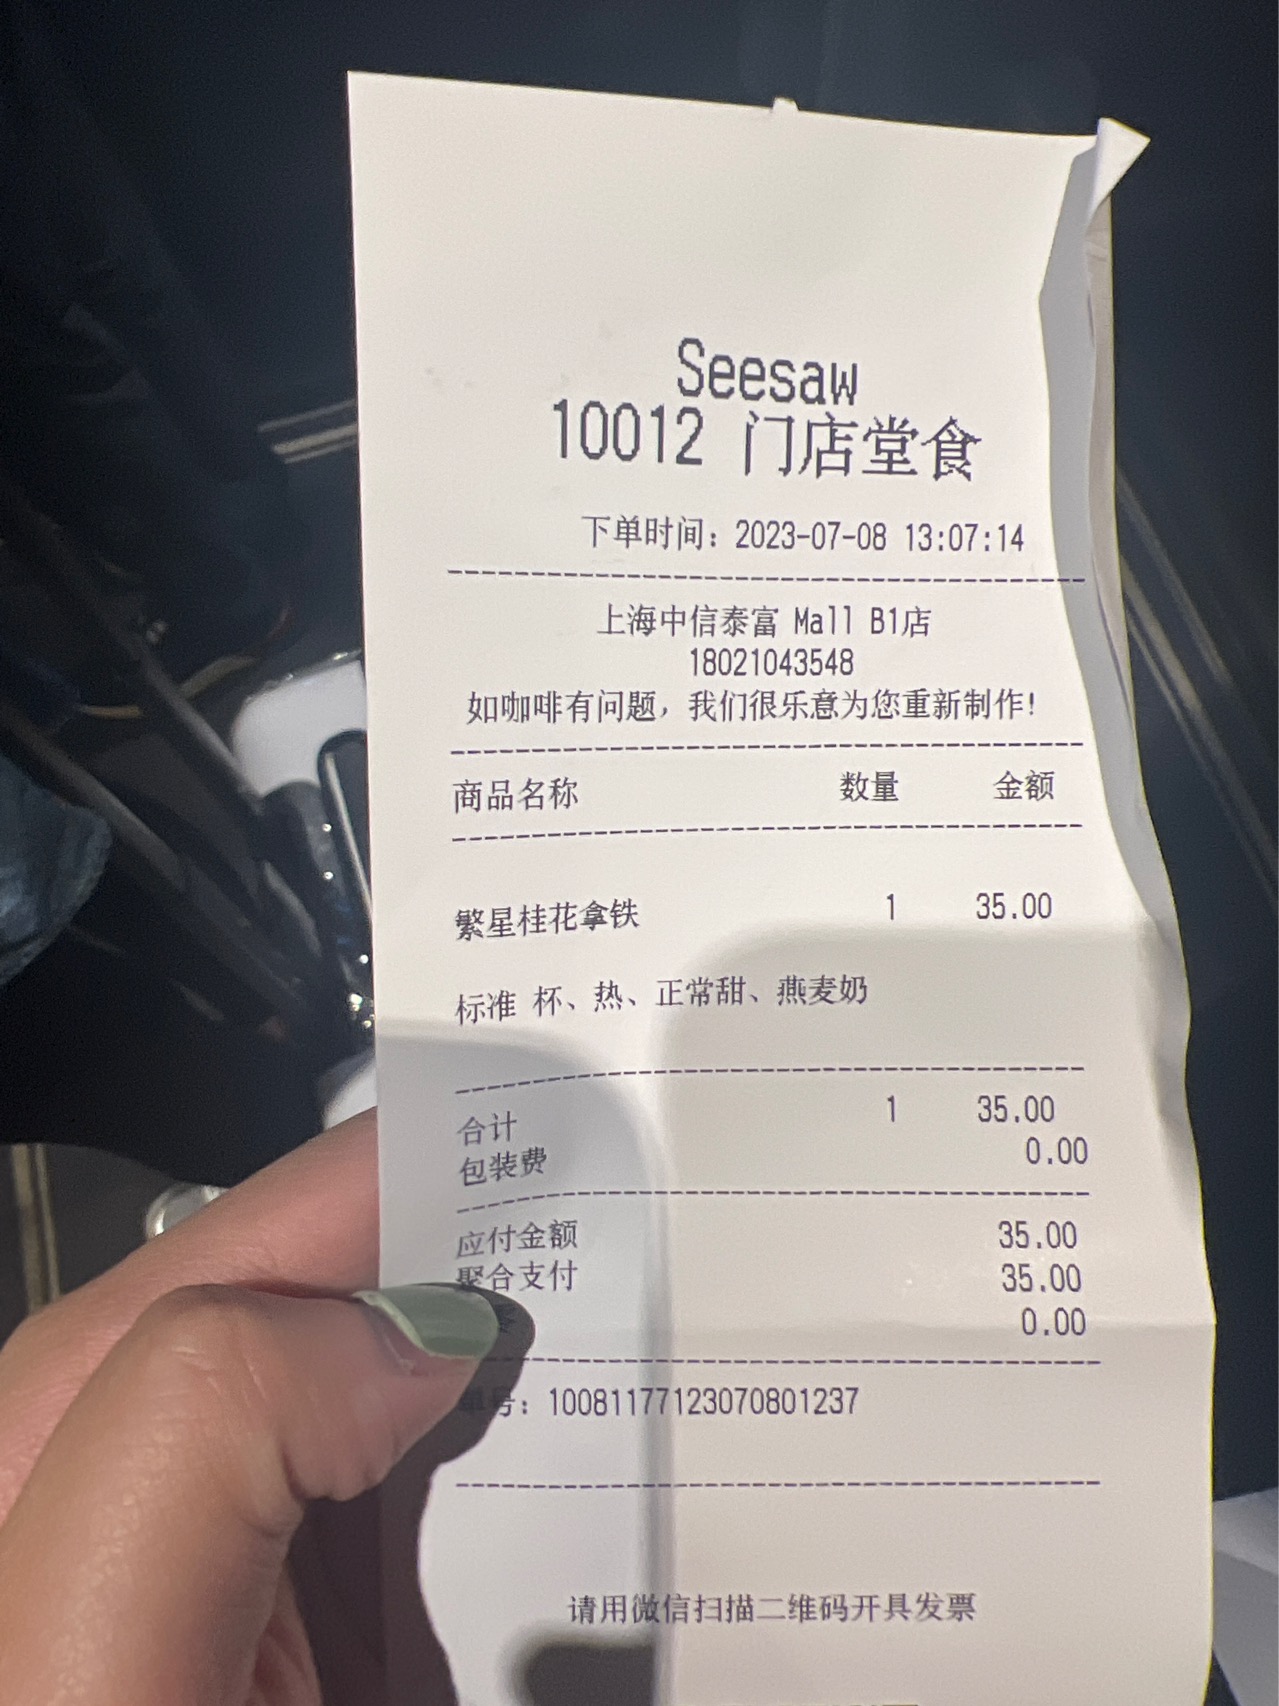 Seesaw
10012 门店堂食
下单时间：2023-07-08 13:07:14
上海中信泰富 Mall B1店
18021043548
如咖啡有问题，我们很乐意为您重新制作！
商品名称 数量 金额
繁星桂花拿铁 1 35.00
标准 杯、热、正常甜、燕麦奶
合计 1 35.00
包装费 0.00
应付金额 35.00
聚合支付 35.00
0.00
单号：10081177123070801237
请用微信扫描二维码开具发票